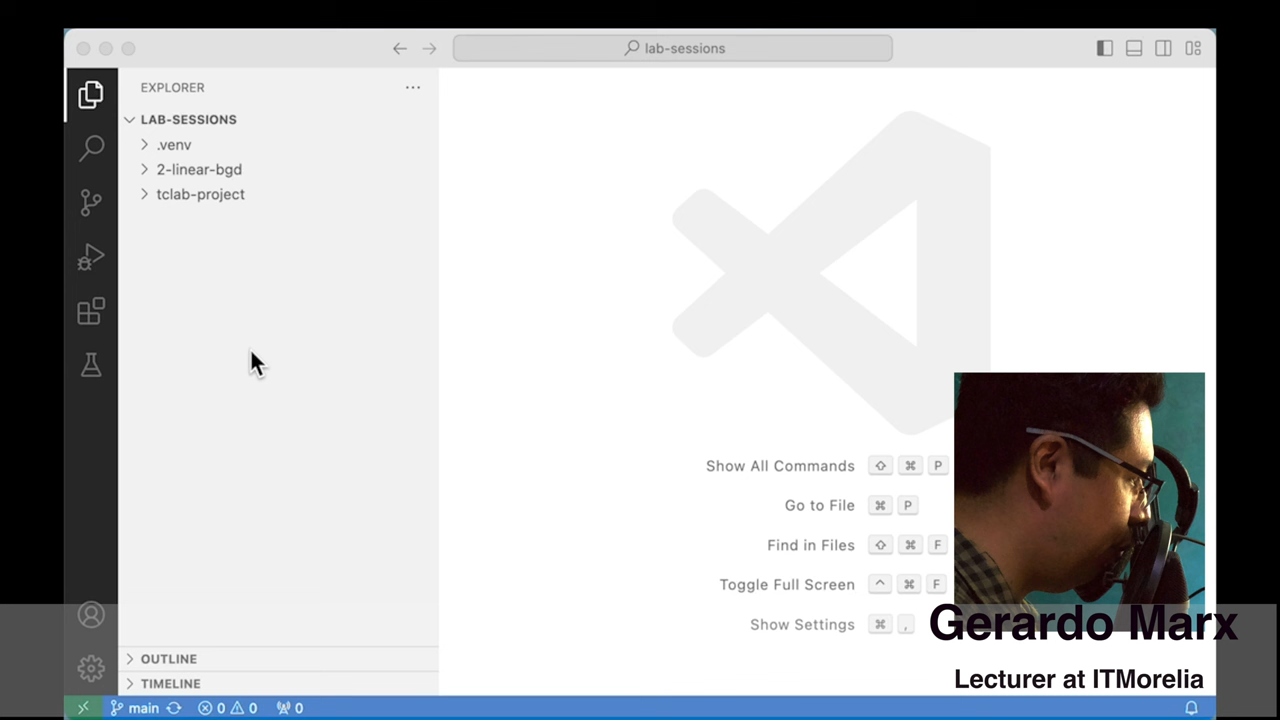 lab-sessions
EXPLORER
LAB-SESSIONS
.venv
2-linear-bgd
tclab-project
Show All Commands ⇧ ⌘ P
Go to File ⌘ P
Find in Files ⇧ ⌘ F
Toggle Full Screen ^ ⌘ F
Show Settings ⌘ ,
Gerardo Marx
Lecturer at ITMorelia
OUTLINE
TIMELINE
main 0 0 0